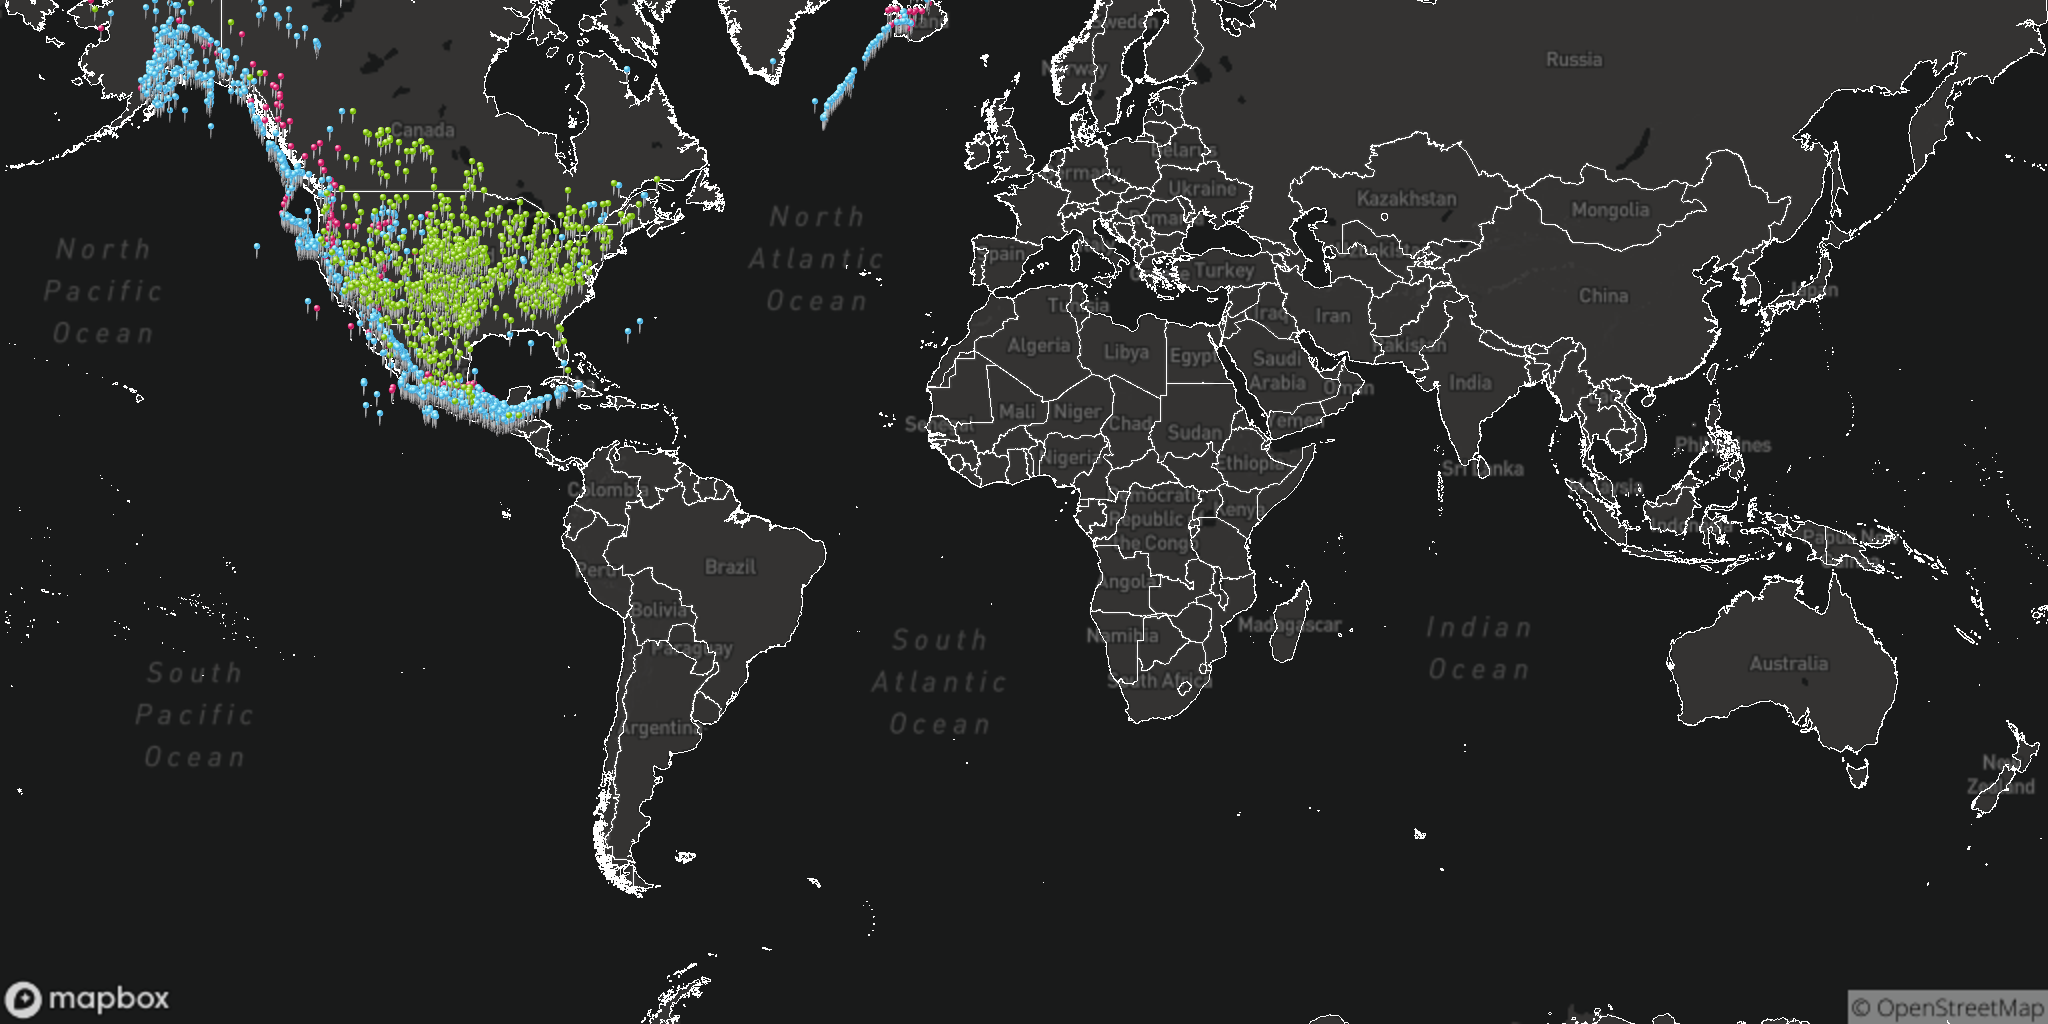 Sweden
Norway
Russia
Canada
Belarus
Ukraine
Kazakhstan
Mongolia
North
Atlantic
Ocean
North
Pacific
Ocean
Spain
Turkey
Uzbekistan
China
Japan
Tunisia
Iraq
Iran
Pakistan
Algeria
Libya
Egypt
Saudi
Arabia
Oman
India
Mali
Niger
Chad
Sudan
Yemen
Senegal
Nigeria
Ethiopia
Philippines
Sri Lanka
Malaysia
Colombia
Democratic
Republic
the Congo
Kenya
Indonesia
Papua New
Guinea
Peru
Brazil
Bolivia
Angola
Namibia
Madagascar
Paraguay
South Africa
South
Atlantic
Ocean
Indian
Ocean
Australia
South
Pacific
Ocean
Argentina
New
Zealand
mapbox
© OpenStreetMap